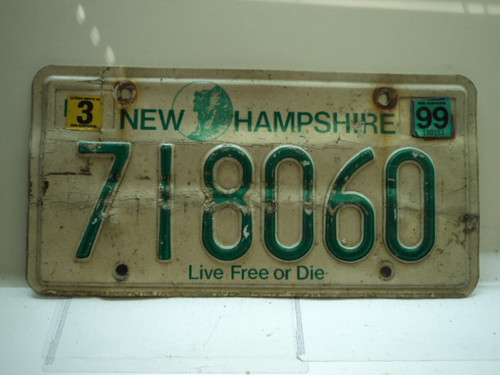 3
NEW HAMPSHIRE
99
718060
Live Free or Die